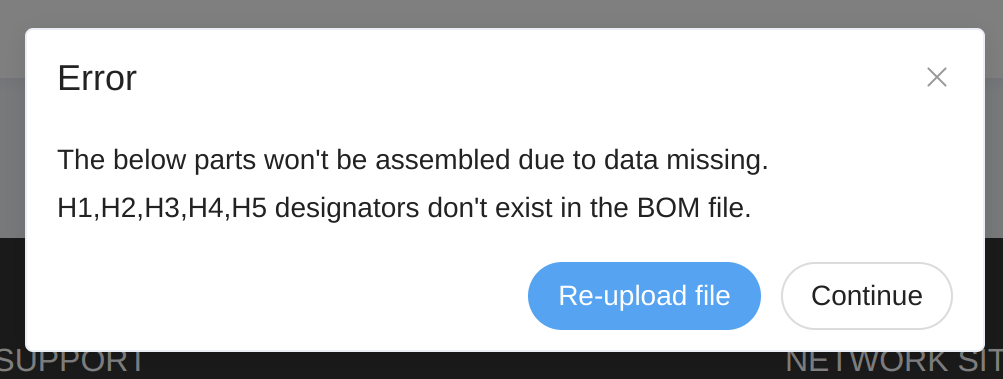 Error
The below parts won't be assembled due to data missing.
H1,H2,H3,H4,H5 designators don't exist in the BOM file.
Re-upload file Continue
SUPPORT NETWORK SIT